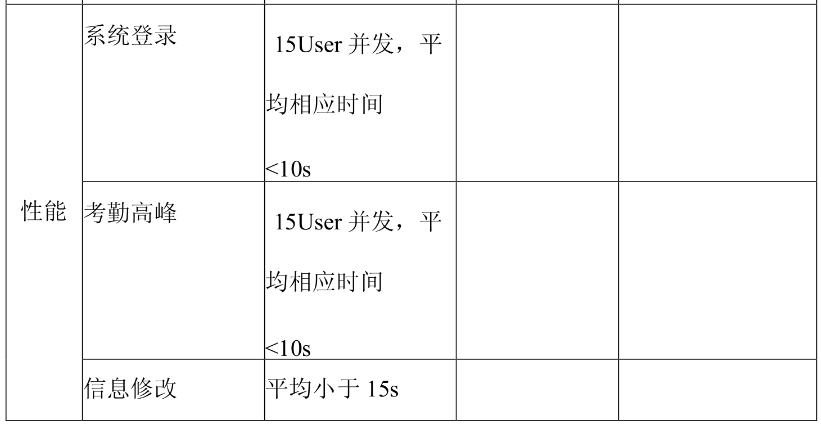 性能
系统登录
15User 并发，平
均相应时间
<10s
考勤高峰
15User 并发，平
均相应时间
<10s
信息修改
平均小于 15s